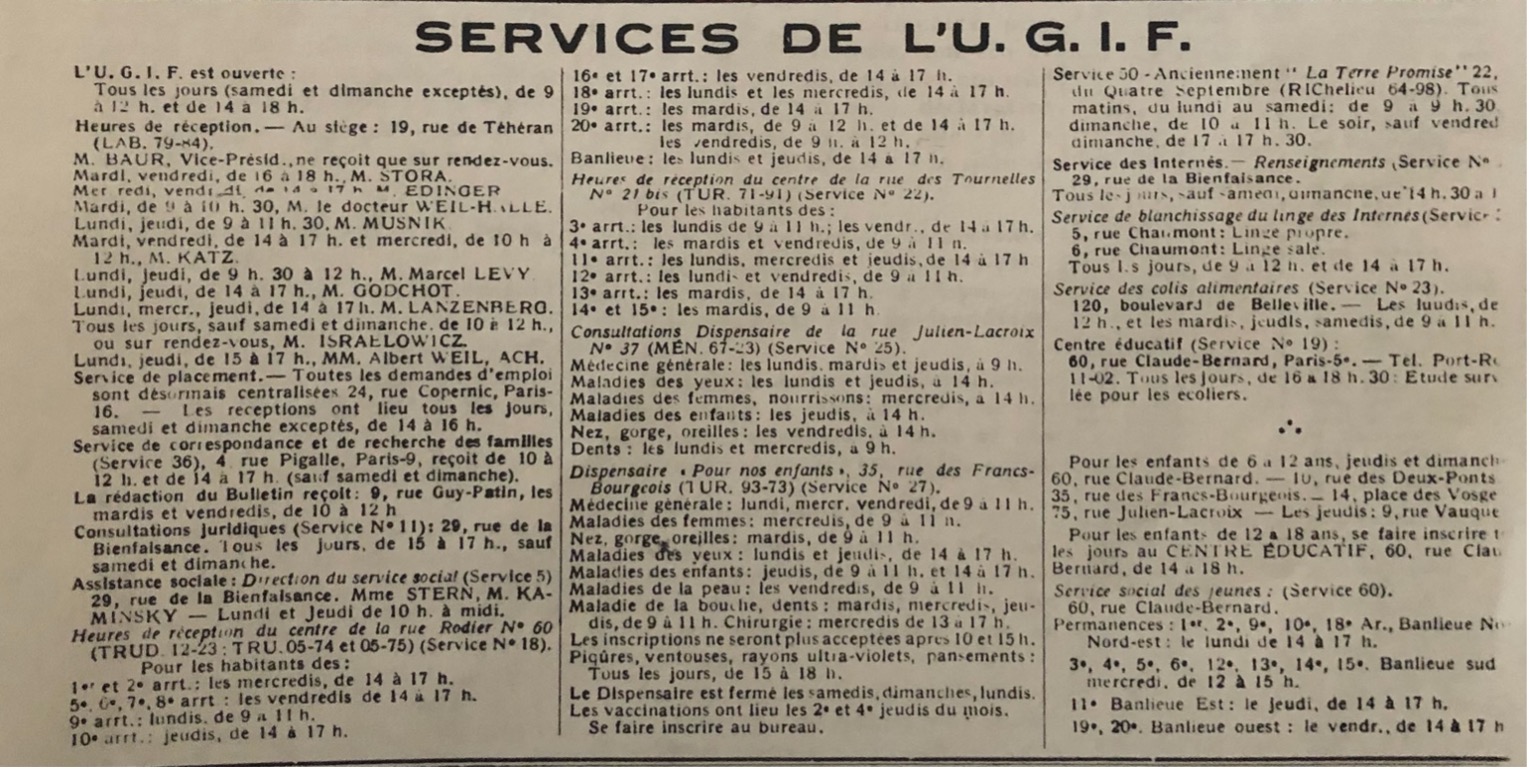 SERVICES DE L'U. G. I. F.
L'U. G. I. F. est ouverte :
Tous les jours (samedi et dimanche exceptés), de 9
à 12 h. et de 14 à 18 h.
Heures de réception. — Au siège : 19, rue de Téhéran
(LAB. 79-84).
M. BAUR, Vice-Présid., ne reçoit que sur rendez-vous.
Mardi, vendredi, de 16 à 18 h., M. STORA.
M. EDINGER
Mardi, de 9 à 10 h. 30, M. le docteur WEIL-HALLE.
Lundi, jeudi, de 9 à 11 h. 30, M. MUSNIK
Mardi, vendredi, de 14 à 17 h. et mercredi, de 10 h à
12 h., M. KATZ.
Lundi, jeudi, de 9 h. 30 à 12 h., M. Marcel LEVY
Lundi, jeudi, de 14 à 17 h., M. GODCHOT.
Lundi, mercr., jeudi, de 14 à 17 h. M. LANZENBERG.
Tous les jours, sauf samedi et dimanche, de 10 à 12 h.,
ou sur rendez-vous, M. ISRAELOWICZ
Lundi, jeudi, de 15 à 17 h., MM. Albert WEIL, ACH.
Service de placement. — Toutes les demandes d'emploi
sont désormais centralisées 24, rue Copernic, Paris-
16. — Les receptions ont lieu tous les jours,
samedi et dimanche exceptés, de 14 à 16 h.
Service de correspondance et de recherche des familles
(Service 36), 4 rue Pigalle, Paris-9, reçoit de 10 à
12 h. et de 14 à 17 h. (sauf samedi et dimanche).
La rédaction du Bulletin reçoit : 9, rue Guy-Patin, les
mardis et vendredis, de 10 à 12 h
Consultations juridiques (Service N° 11) : 29, rue de la
Bienfaisance. Tous les jours, de 15 à 17 h., sauf
samedi et dimanche.
Assistance sociale : Direction du service social (Service 5)
29, rue de la Bienfaisance. Mme STERN, M. KA-
MINSKY — Lundi et Jeudi de 10 h. à midi.
Heures de réception du centre de la rue Rodier N° 60
(TRUD. 12-23 ; TRU. 05-74 et 05-75) (Service N° 18).
Pour les habitants des :
1er et 2e arrt. : les mercredis, de 14 à 17 h.
5e, 6e, 7e, 8e arrt : les vendredis de 14 à 17 h.
9e arrt. : lundis, de 9 à 11 h.
10e arrt. : jeudis, de 14 à 17 h.
16e et 17e arrt. : les vendredis, de 14 à 17 h.
18e arrt. : les lundis et les mercredis, de 14 à 17 h.
19e arrt. : les mardis, de 14 à 17 h.
20e arrt. : les mardis, de 9 à 12 h. et de 14 à 17 h.
les vendredis, de 9 h. à 12 h.
Banlieue : les lundis et jeudis, de 14 à 17 h.
Heures de réception du centre de la rue des Tournelles
N° 21 bis (TUR. 71-91) (Service N° 22).
Pour les habitants des :
3e arrt. : les lundis de 9 à 11 h. ; les vendr., de 14 à 17 h.
4e arrt. : les mardis et vendredis, de 9 à 11 h.
11e arrt. : les lundis, mercredis et jeudis, de 14 à 17 h
12e arrt. : les lundis et vendredis, de 9 à 11 h.
13e arrt. : les mardis, de 14 à 17 h.
14e et 15e : les mardis, de 9 à 11 h.
Consultations Dispensaire de la rue Julien-Lacroix
N° 37 (MÉN. 67-23) (Service N° 25).
Médecine générale : les lundis, mardis et jeudis, à 9 h.
Maladies des yeux : les lundis et jeudis, à 14 h.
Maladies des femmes, nourrissons : mercredis, à 14 h.
Maladies des enfants : les jeudis, à 14 h.
Nez, gorge, oreilles : les vendredis, à 14 h.
Dents : les lundis et mercredis, a 9 h.
Dispensaire « Pour nos enfants », 35, rue des Francs-
Bourgeois (TUR. 93-73) (Service N° 27).
Médecine générale : lundi, mercr. vendredi, de 9 à 11 h.
Maladies des femmes : mercredis, de 9 à 11 h.
Nez, gorge, oreilles : mardis, de 9 à 11 h.
Maladies des yeux : lundis et jeudis, de 14 à 17 h.
Maladies des enfants : jeudis, de 9 à 11 h. et 14 à 17 h.
Maladies de la peau : les vendredis, de 9 à 11 h.
Maladie de la bouche, dents : mardis, mercredis, jeu-
dis, de 9 à 11 h. Chirurgie : mercredis de 13 à 17 h.
Les inscriptions ne seront plus acceptées apres 10 et 15 h.
Piqûres, ventouses, rayons ultra-violets, pansements :
Tous les jours, de 15 à 18 h.
Le Dispensaire est fermé les samedis, dimanches, lundis.
Les vaccinations ont lieu les 2e et 4e jeudis du mois.
Se faire inscrire au bureau.
Service 50 - Anciennement " La Terre Promise" 22,
du Quatre Septembre (RIChelieu 64-98). Tous
matins, du lundi au samedi : de 9 à 9 h. 30
dimanche, de 10 à 11 h. Le soir, sauf vendred
dimanche, de 17 à 17 h. 30.
Service des Internés. — Renseignements (Service N°
29, rue de la Bienfaisance.
Tous les jours, sauf samedi, dimanche, de 14 h. 30 a 1
Service de blanchissage du linge des Internés (Service
5, rue Chaumont : Linge propre.
6, rue Chaumont : Linge sale.
Tous les jours, de 9 à 12 h. et de 14 à 17 h.
Service des colis alimentaires (Service N° 23).
120, boulevard de Belleville. — Les lundis, de
12 h., et les mardis, jeudis, samedis, de 9 à 11 h.
Centre éducatif (Service N° 19) :
60, rue Claude-Bernard, Paris-5e. — Tel. Port-R
11-02. Tous les jours, de 16 à 18 h. 30 : Etude surv
lée pour les ecoliers.
Pour les enfants de 6 à 12 ans, jeudis et dimanch
60, rue Claude-Bernard. — 10, rue des Deux-Ponts
35, rue des Francs-Bourgeois. — 14, place des Vosge
75, rue Julien-Lacroix — Les jeudis : 9, rue Vauque
Pour les enfants de 12 à 18 ans, se faire inscrire t
les jours au CENTRE ÉDUCATIF, 60, rue Clau
Bernard, de 14 a 18 h.
Service social des jeunes : (Service 60).
60, rue Claude-Bernard.
Permanences : 1er, 2e, 9e, 10e, 18e Ar., Banlieue No
Nord-est : le lundi de 14 à 17 h.
3e, 4e, 5e, 6e, 12e, 13e, 14e, 15e. Banlieue sud
mercredi, de 12 à 15 h.
11e Banlieue Est : le jeudi, de 14 à 17 h.
19e, 20e. Banlieue ouest : le vendr., de 14 à 17 h